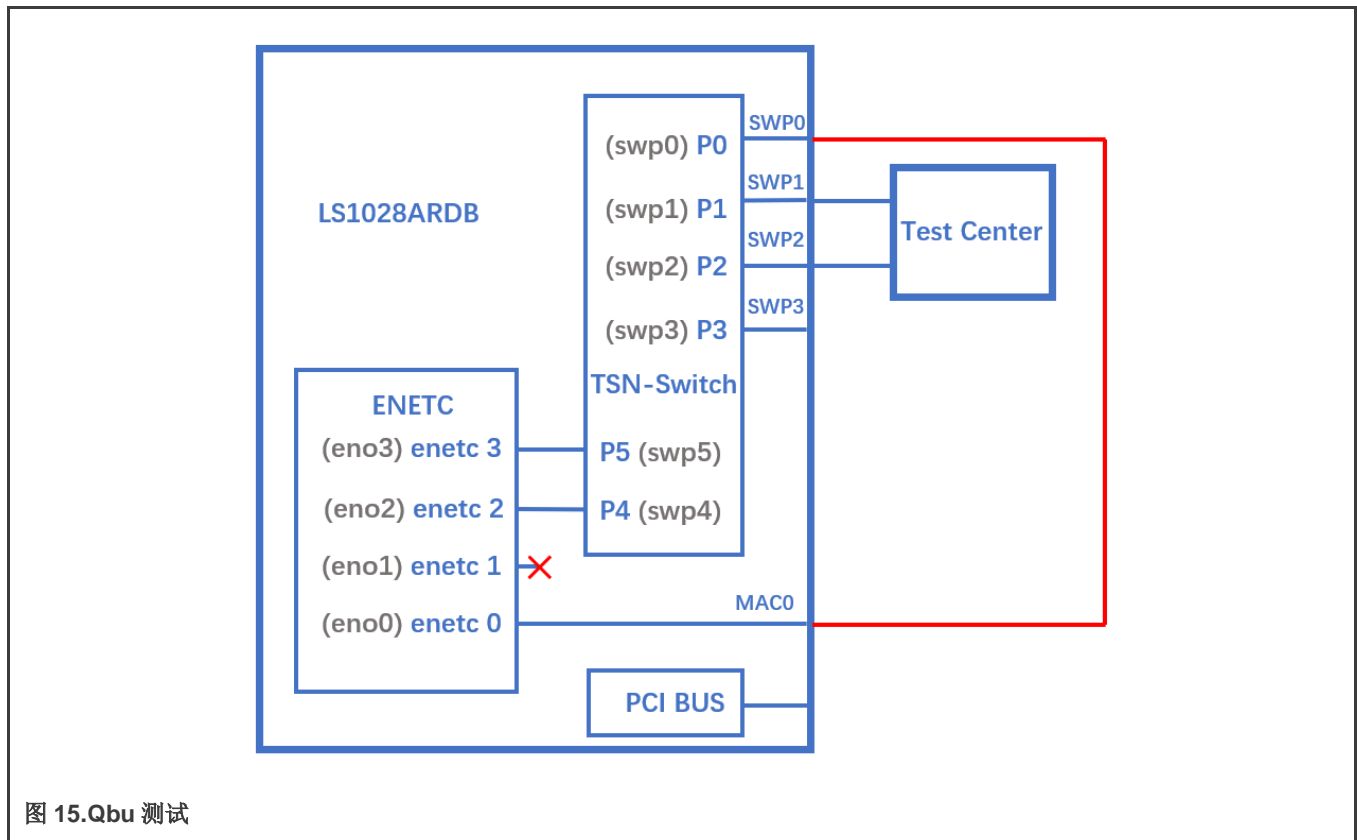 SWP0
(swp0) P0
SWP1
LS1028ARDB
(swp1) P1
Test Center
SWP2
(swp2) P2
SWP3
(swp3) P3
TSN-Switch
ENETC
(eno3) enetc 3
P5 (swp5)
(eno2) enetc 2
P4 (swp4)
(eno1) enetc 1
MAC0
(eno0) enetc 0
PCI BUS
图 15.Qbu 测试